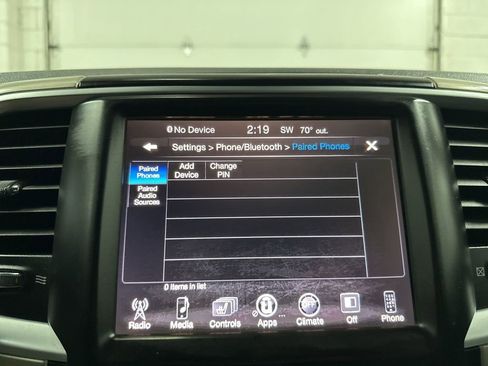 No Device 2:19 SW 70° out.
Settings > Phone/Bluetooth > Paired Phones
Paired Phones
Add Device
Change PIN
Paired Audio Sources
0 items in list
Radio Media Controls Apps Climate Off Phone